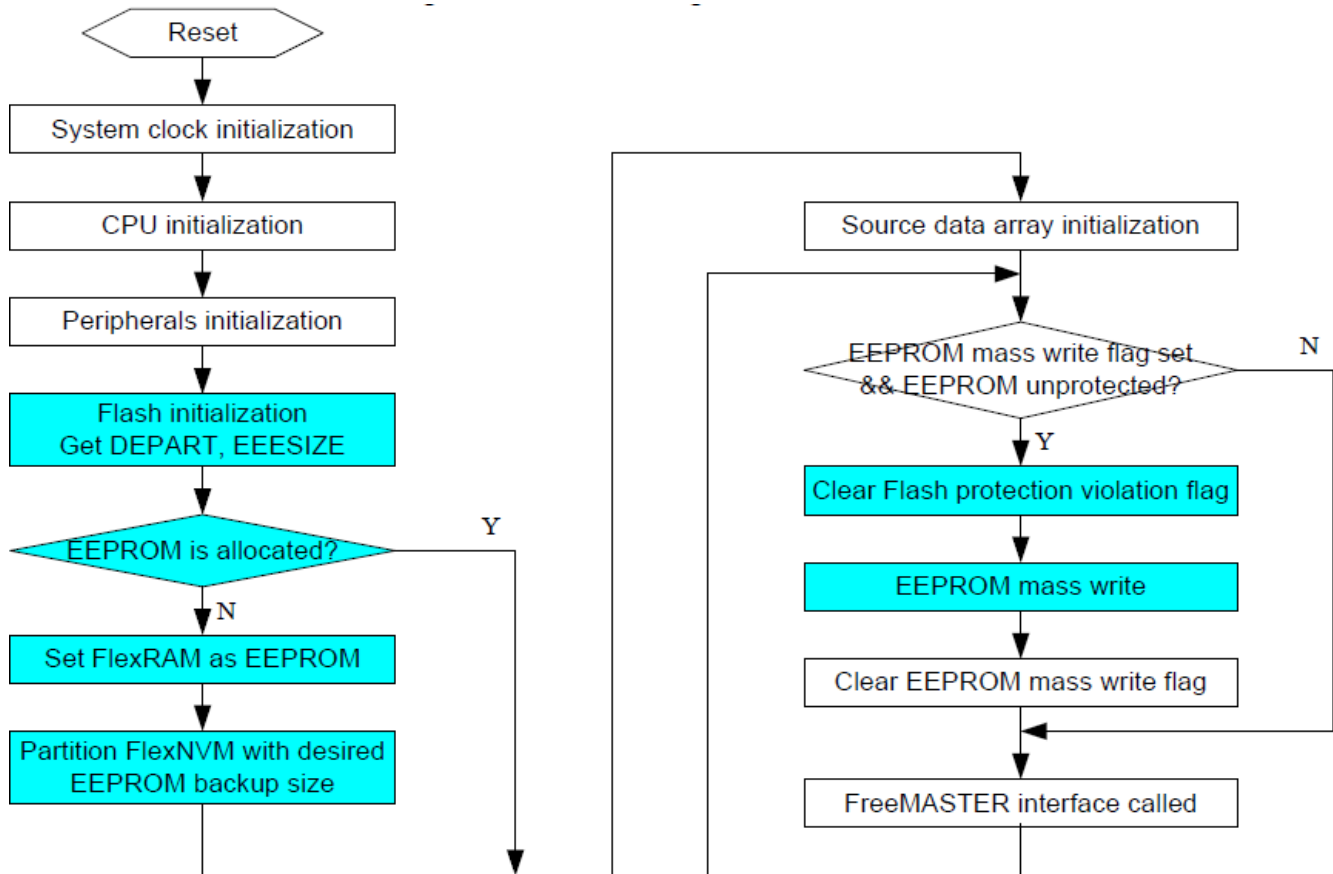 Reset
System clock initialization
CPU initialization
Peripherals initialization
Flash initialization
Get DEPART, EEESIZE
EEPROM is allocated?
Y
N
Set FlexRAM as EEPROM
Partition FlexNVM with desired
EEPROM backup size
Source data array initialization
EEPROM mass write flag set
&& EEPROM unprotected?
N
Y
Clear Flash protection violation flag
EEPROM mass write
Clear EEPROM mass write flag
FreeMASTER interface called